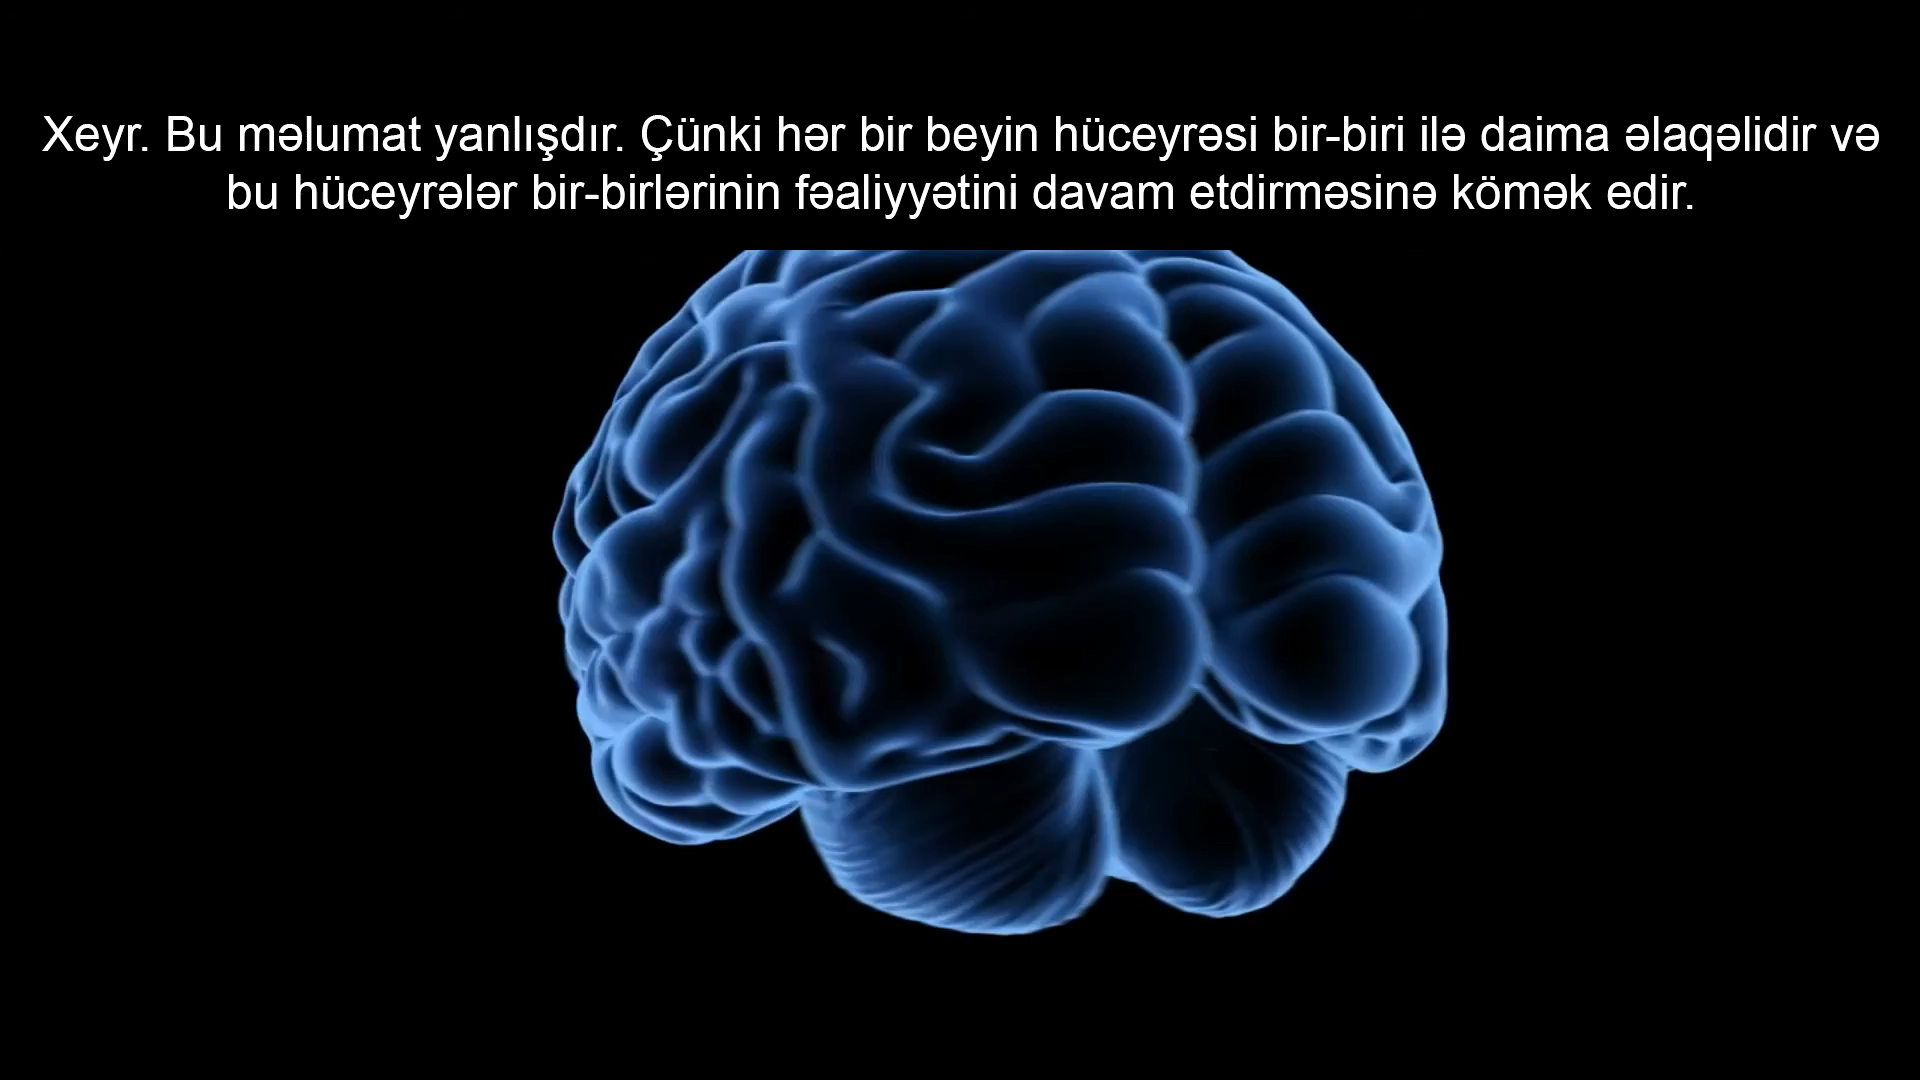 Xeyr. Bu məlumat yanlışdır. Çünki hər bir beyin hüceyrəsi bir-biri ilə daima əlaqəlidir və
bu hüceyrələr bir-birlərinin fəaliyyətini davam etdirməsinə kömək edir.